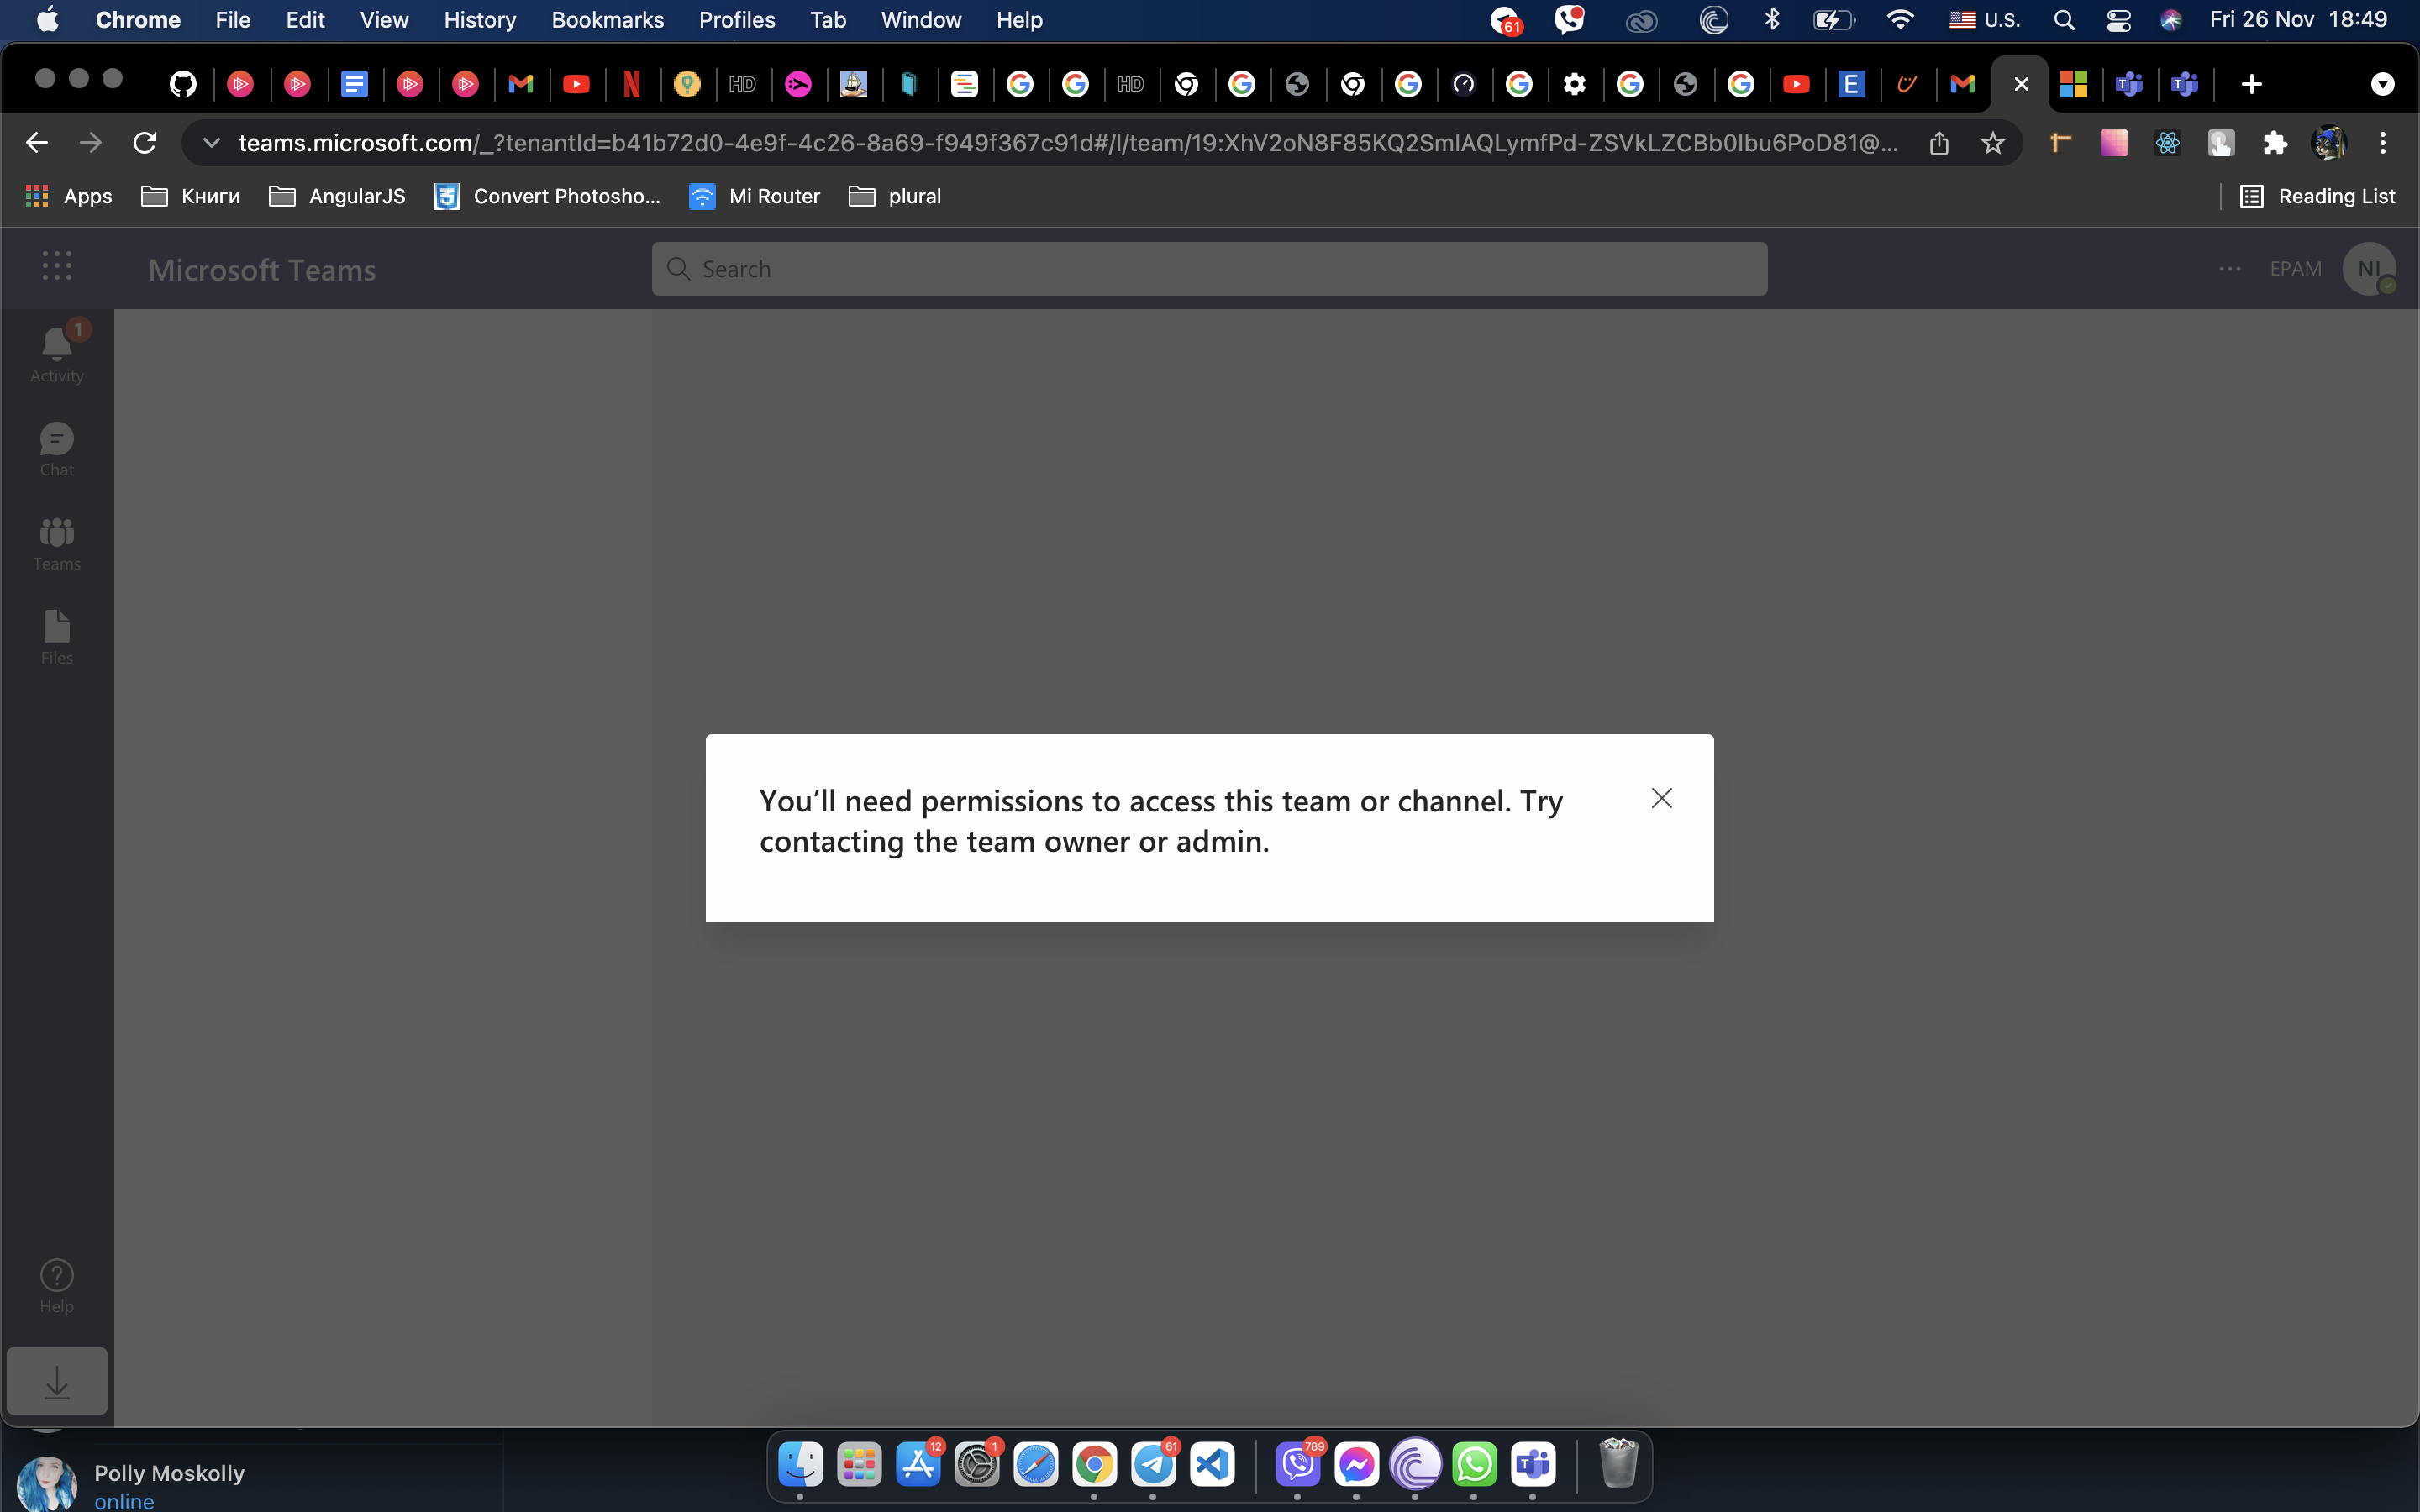 Chrome File Edit View History Bookmarks Profiles Tab Window Help 61 U.S. Fri 26 Nov 18:49
HD HD E
teams.microsoft.com/_?tenantId=b41b72d0-4e9f-4c26-8a69-f949f367c91d#/l/team/19:XhV2oN8F85KQ2SmlAQLymfPd-ZSVkLZCBb0Ibu6PoD81@...
Apps Книги AngularJS Convert Photosho... Mi Router plural Reading List
Microsoft Teams Search EPAM NI
1
Activity
Chat
Teams
Files
You’ll need permissions to access this team or channel. Try
contacting the team owner or admin.
Help
12 1 61 789
Polly Moskolly
online